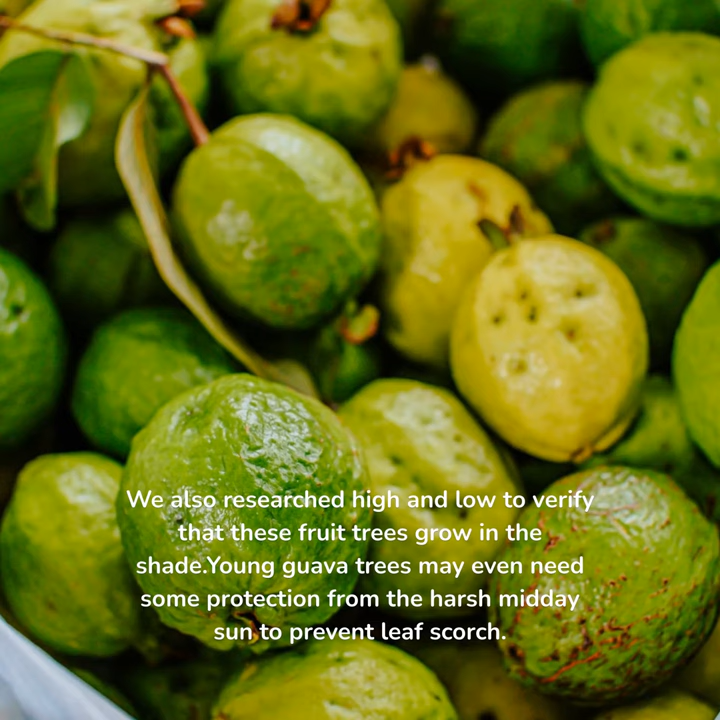 We also researched high and low to verify
that these fruit trees grow in the
shade.Young guava trees may even need
some protection from the harsh midday
sun to prevent leaf scorch.